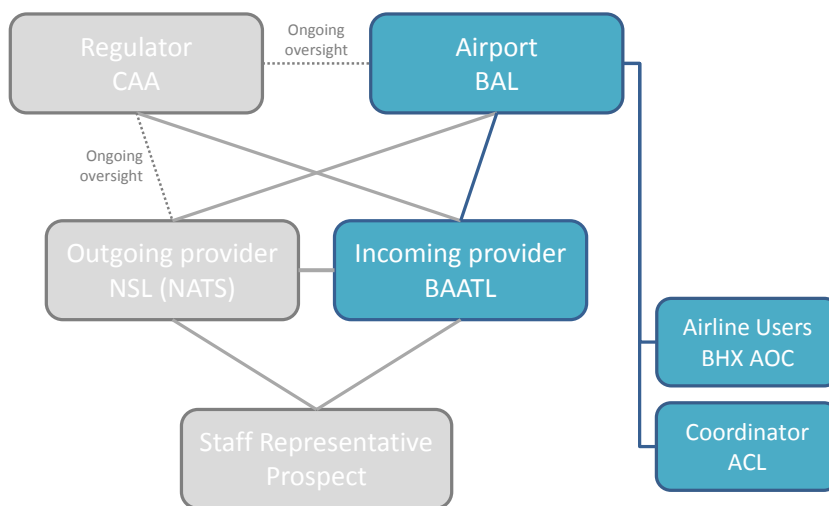 Regulator
CAA
Ongoing
oversight
Airport
BAL
Ongoing
oversight
Outgoing provider
NSL (NATS)
Incoming provider
BAATL
Airline Users
BHX AOC
Staff Representative
Prospect
Coordinator
ACL